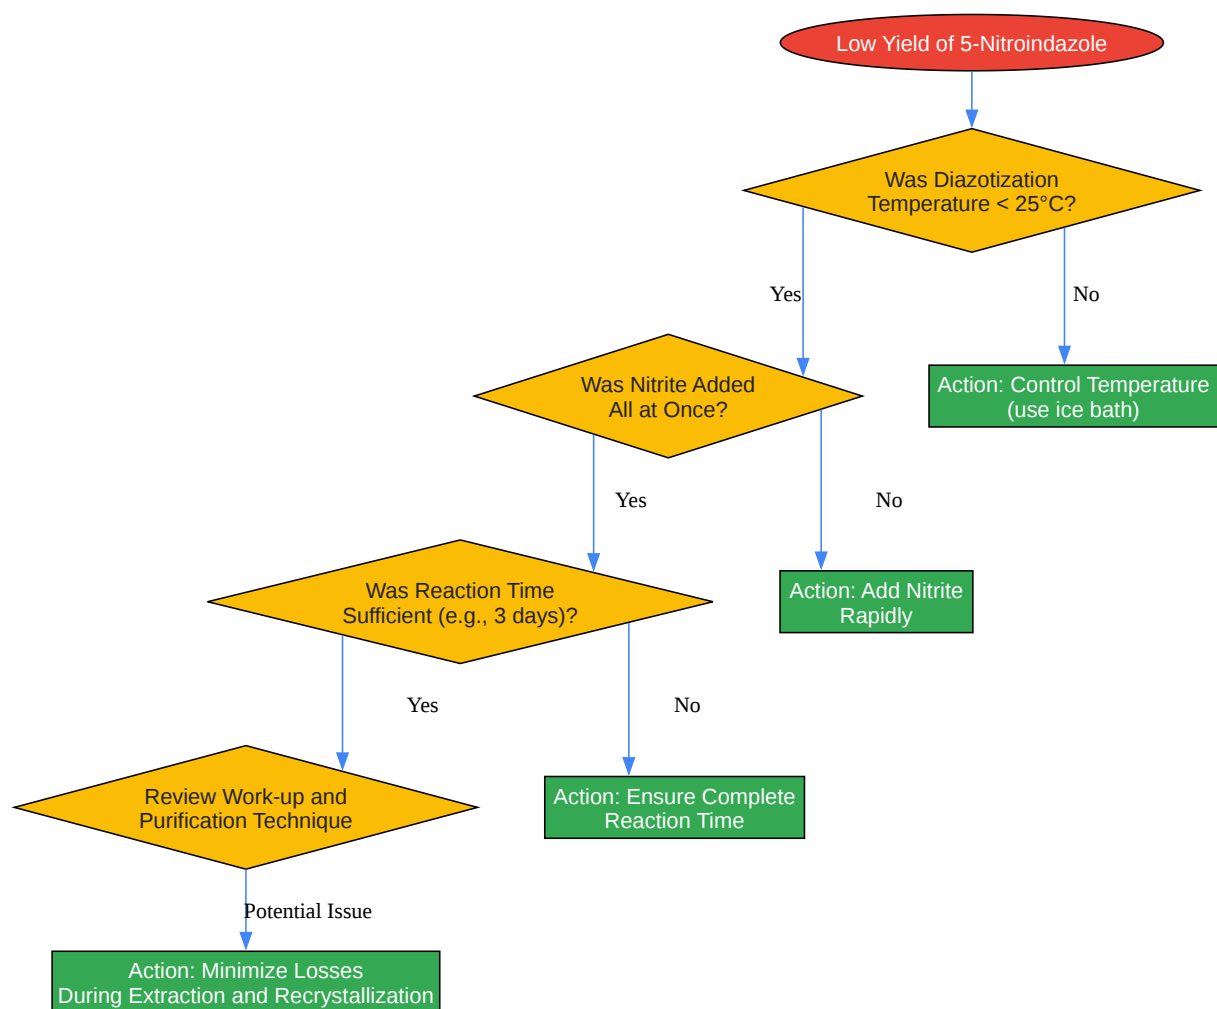 Low Yield of 5-Nitroindazole
Was Diazotization
Temperature < 25°C?
Yes
No
Was Nitrite Added
All at Once?
Action: Control Temperature
(use ice bath)
Yes
No
Was Reaction Time
Sufficient (e.g., 3 days)?
Action: Add Nitrite
Rapidly
Yes
No
Review Work-up and
Purification Technique
Action: Ensure Complete
Reaction Time
Potential Issue
Action: Minimize Losses
During Extraction and Recrystallization